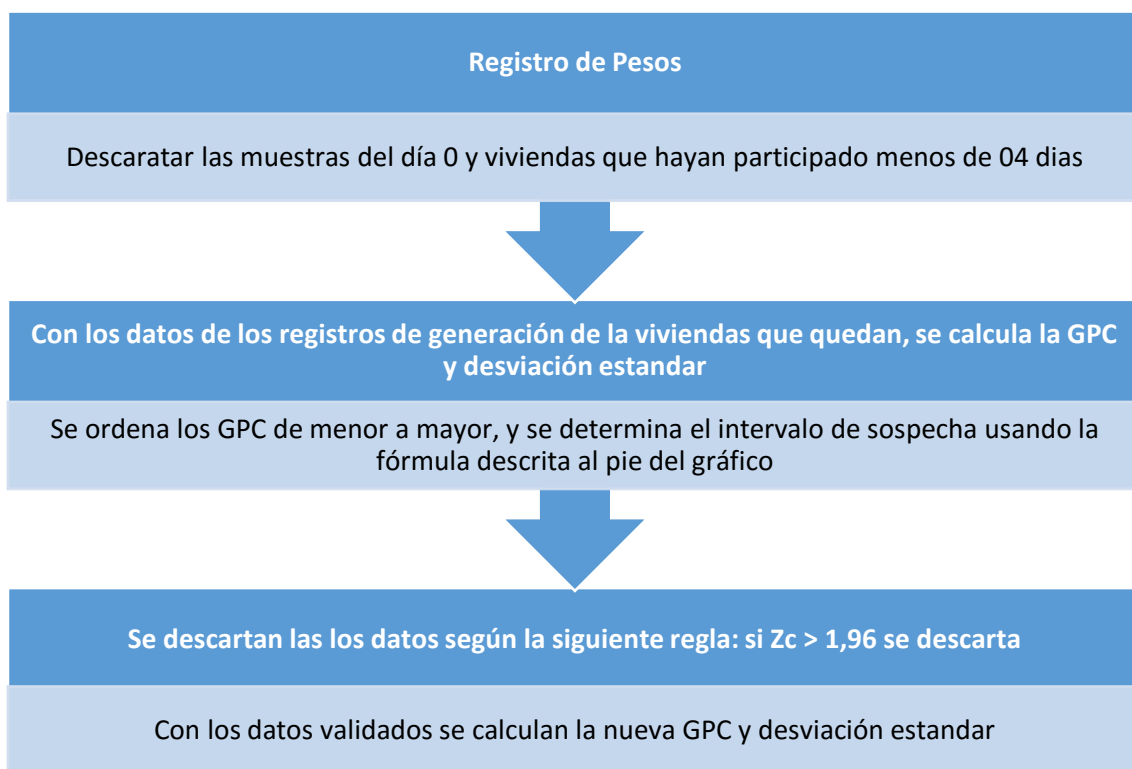 Registro de Pesos
Descaratar las muestras del día 0 y viviendas que hayan participado menos de 04 dias
Con los datos de los registros de generación de la viviendas que quedan, se calcula la GPC
y desviación estandar
Se ordena los GPC de menor a mayor, y se determina el intervalo de sospecha usando la
fórmula descrita al pie del gráfico
Se descartan las los datos según la siguiente regla: si Zc > 1,96 se descarta
Con los datos validados se calculan la nueva GPC y desviación estandar